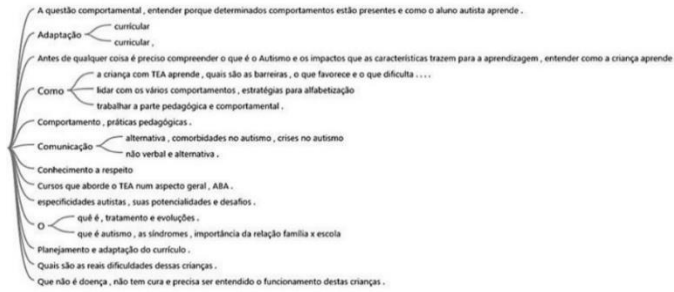 A questão comportamental , entender porque determinados comportamentos estão presentes e como o aluno autista aprende .
Adaptação
curricular
curricular ,
Antes de qualquer coisa é preciso compreender o que é o Autismo e os impactos que as características trazem para a aprendizagem , entender como a criança aprende
Como
a criança com TEA aprende , quais são as barreiras , o que favorece e o que dificulta . . . .
lidar com os vários comportamentos , estratégias para alfabetização
trabalhar a parte pedagógica e comportamental .
Comportamento , práticas pedagógicas .
Comunicação
alternativa , comorbidades no autismo , crises no autismo
não verbal e alternativa .
Conhecimento a respeito
Cursos que aborde o TEA num aspecto geral , ABA .
especificidades autistas , suas potencialidades e desafios .
O
quê é , tratamento e evoluções .
que é autismo , as síndromes , importância da relação família x escola
Planejamento e adaptação do currículo .
Quais são as reais dificuldades dessas crianças .
Que não é doença , não tem cura e precisa ser entendido o funcionamento destas crianças .